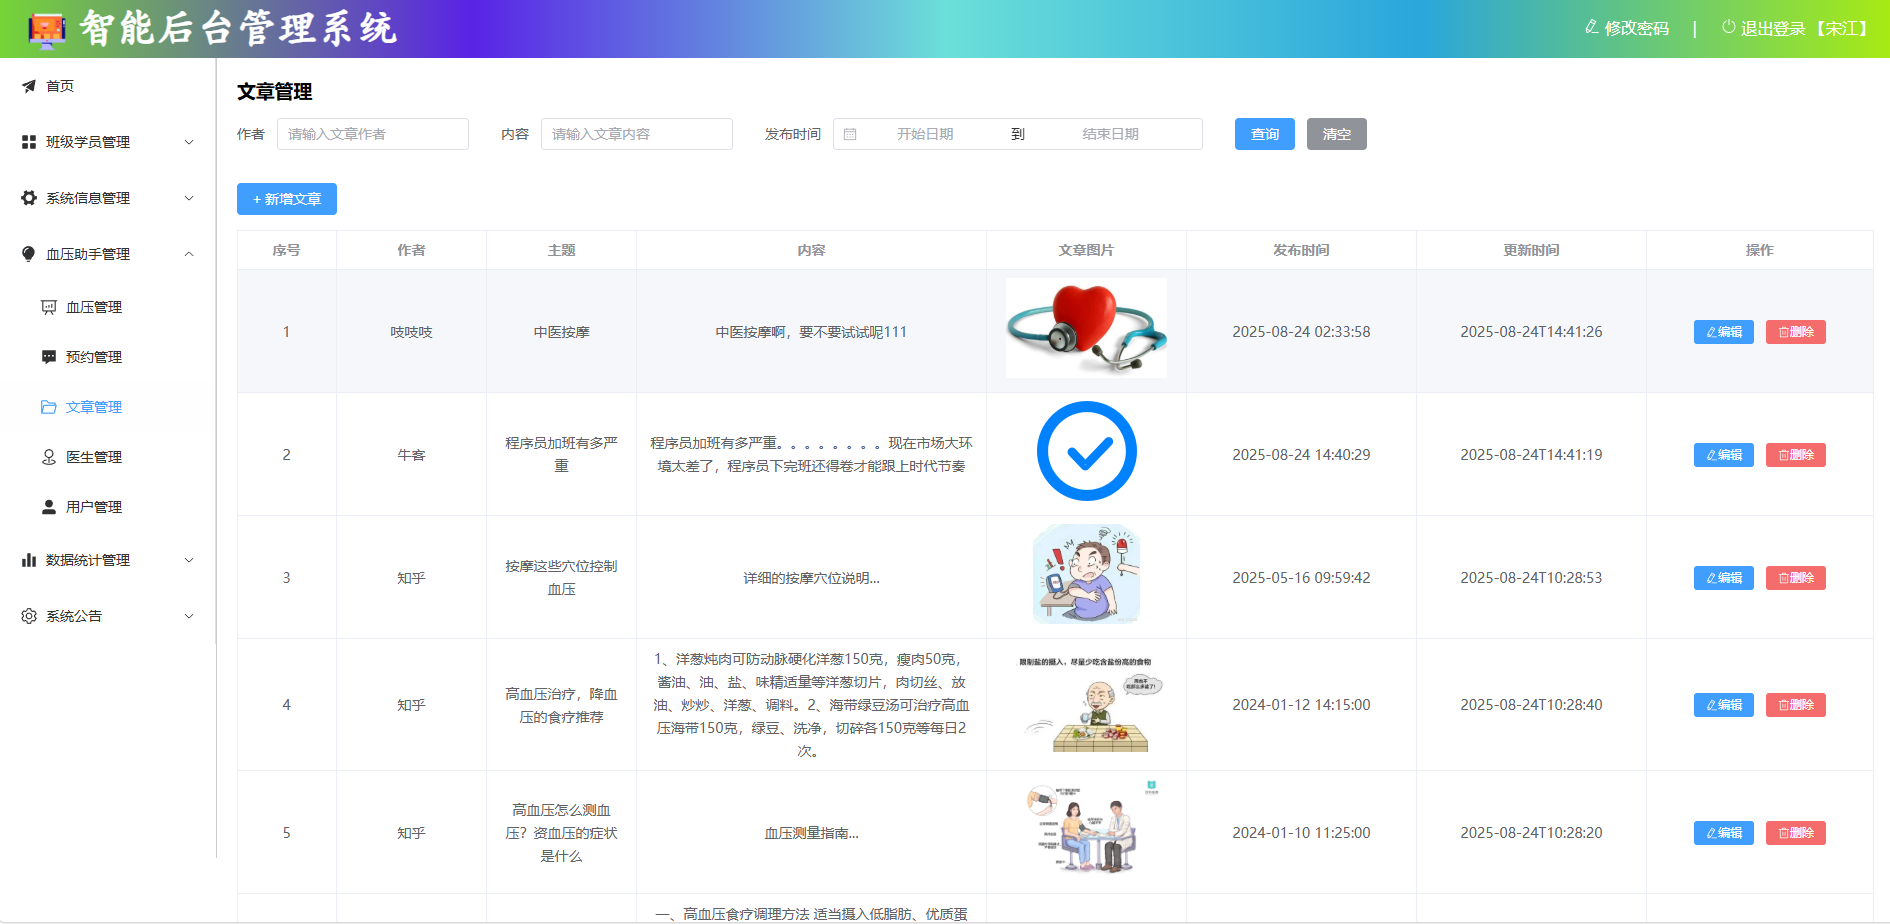 智能后台管理系统
修改密码 | 退出登录【宋江】
首页
班级学员管理
系统信息管理
血压助手管理
血压管理
预约管理
文章管理
医生管理
用户管理
数据统计管理
系统公告
文章管理
作者 请输入文章作者 内容 请输入文章内容 发布时间 开始日期 到 结束日期 查询 清空
+ 新增文章
序号 作者 主题 内容 文章图片 发布时间 更新时间 操作
1 吱吱吱 中医按摩 中医按摩啊，要不要试试呢111 2025-08-24 02:33:58 2025-08-24T14:41:26 编辑 删除
2 牛客 程序员加班有多严
重
程序员加班有多严重。。。。。。。。现在市场大环
境太差了，程序员下完班还得卷才能跟上时代节奏
2025-08-24 14:40:29 2025-08-24T14:41:19 编辑 删除
3 知乎 按摩这些穴位控制
血压
详细的按摩穴位说明...
2025-05-16 09:59:42 2025-08-24T10:28:53 编辑 删除
4 知乎 高血压治疗，降血
压的食疗推荐
1、洋葱炖肉可防动脉硬化洋葱150克，瘦肉50克，
酱油、油、盐、味精适量等洋葱切片，肉切丝、放
油、炒炒、洋葱、调料。2、海带绿豆汤可治疗高血
压海带150克，绿豆、洗净，切碎各150克等每日2
次。
限制盐的摄入，尽量少吃含盐份高的食物
2024-01-12 14:15:00 2025-08-24T10:28:40 编辑 删除
5 知乎 高血压怎么测血
压？资血压的症状
是什么
血压测量指南...
2024-01-10 11:25:00 2025-08-24T10:28:20 编辑 删除
一、高血压食疗调理方法 适当摄入低脂肪、优质蛋